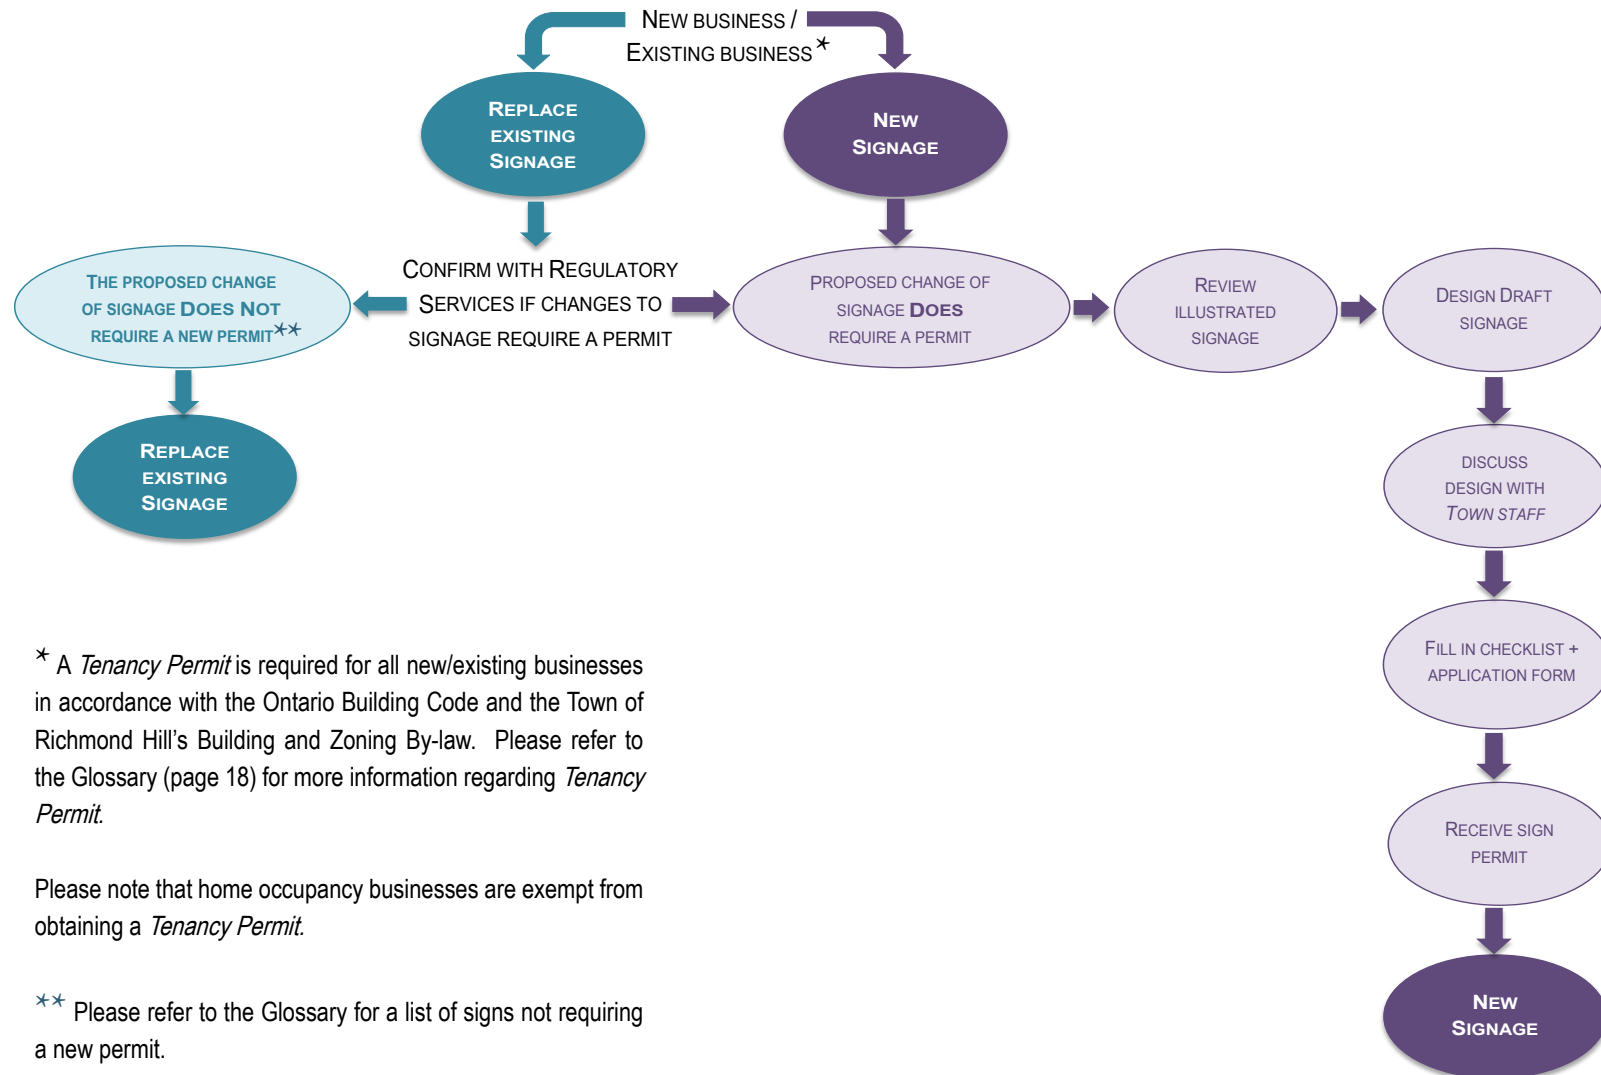 NEW BUSINESS /
EXISTING BUSINESS*
REPLACE
EXISTING
SIGNAGE
NEW
SIGNAGE
THE PROPOSED CHANGE
OF SIGNAGE DOES NOT
REQUIRE A NEW PERMIT**
CONFIRM WITH REGULATORY
SERVICES IF CHANGES TO
SIGNAGE REQUIRE A PERMIT
PROPOSED CHANGE OF
SIGNAGE DOES
REQUIRE A PERMIT
REVIEW
ILLUSTRATED
SIGNAGE
DESIGN DRAFT
SIGNAGE
REPLACE
EXISTING
SIGNAGE
DISCUSS
DESIGN WITH
TOWN STAFF
FILL IN CHECKLIST +
APPLICATION FORM
RECEIVE SIGN
PERMIT
NEW
SIGNAGE
* A Tenancy Permit is required for all new/existing businesses
in accordance with the Ontario Building Code and the Town of
Richmond Hill's Building and Zoning By-law. Please refer to
the Glossary (page 18) for more information regarding Tenancy
Permit.
Please note that home occupancy businesses are exempt from
obtaining a Tenancy Permit.
** Please refer to the Glossary for a list of signs not requiring
a new permit.